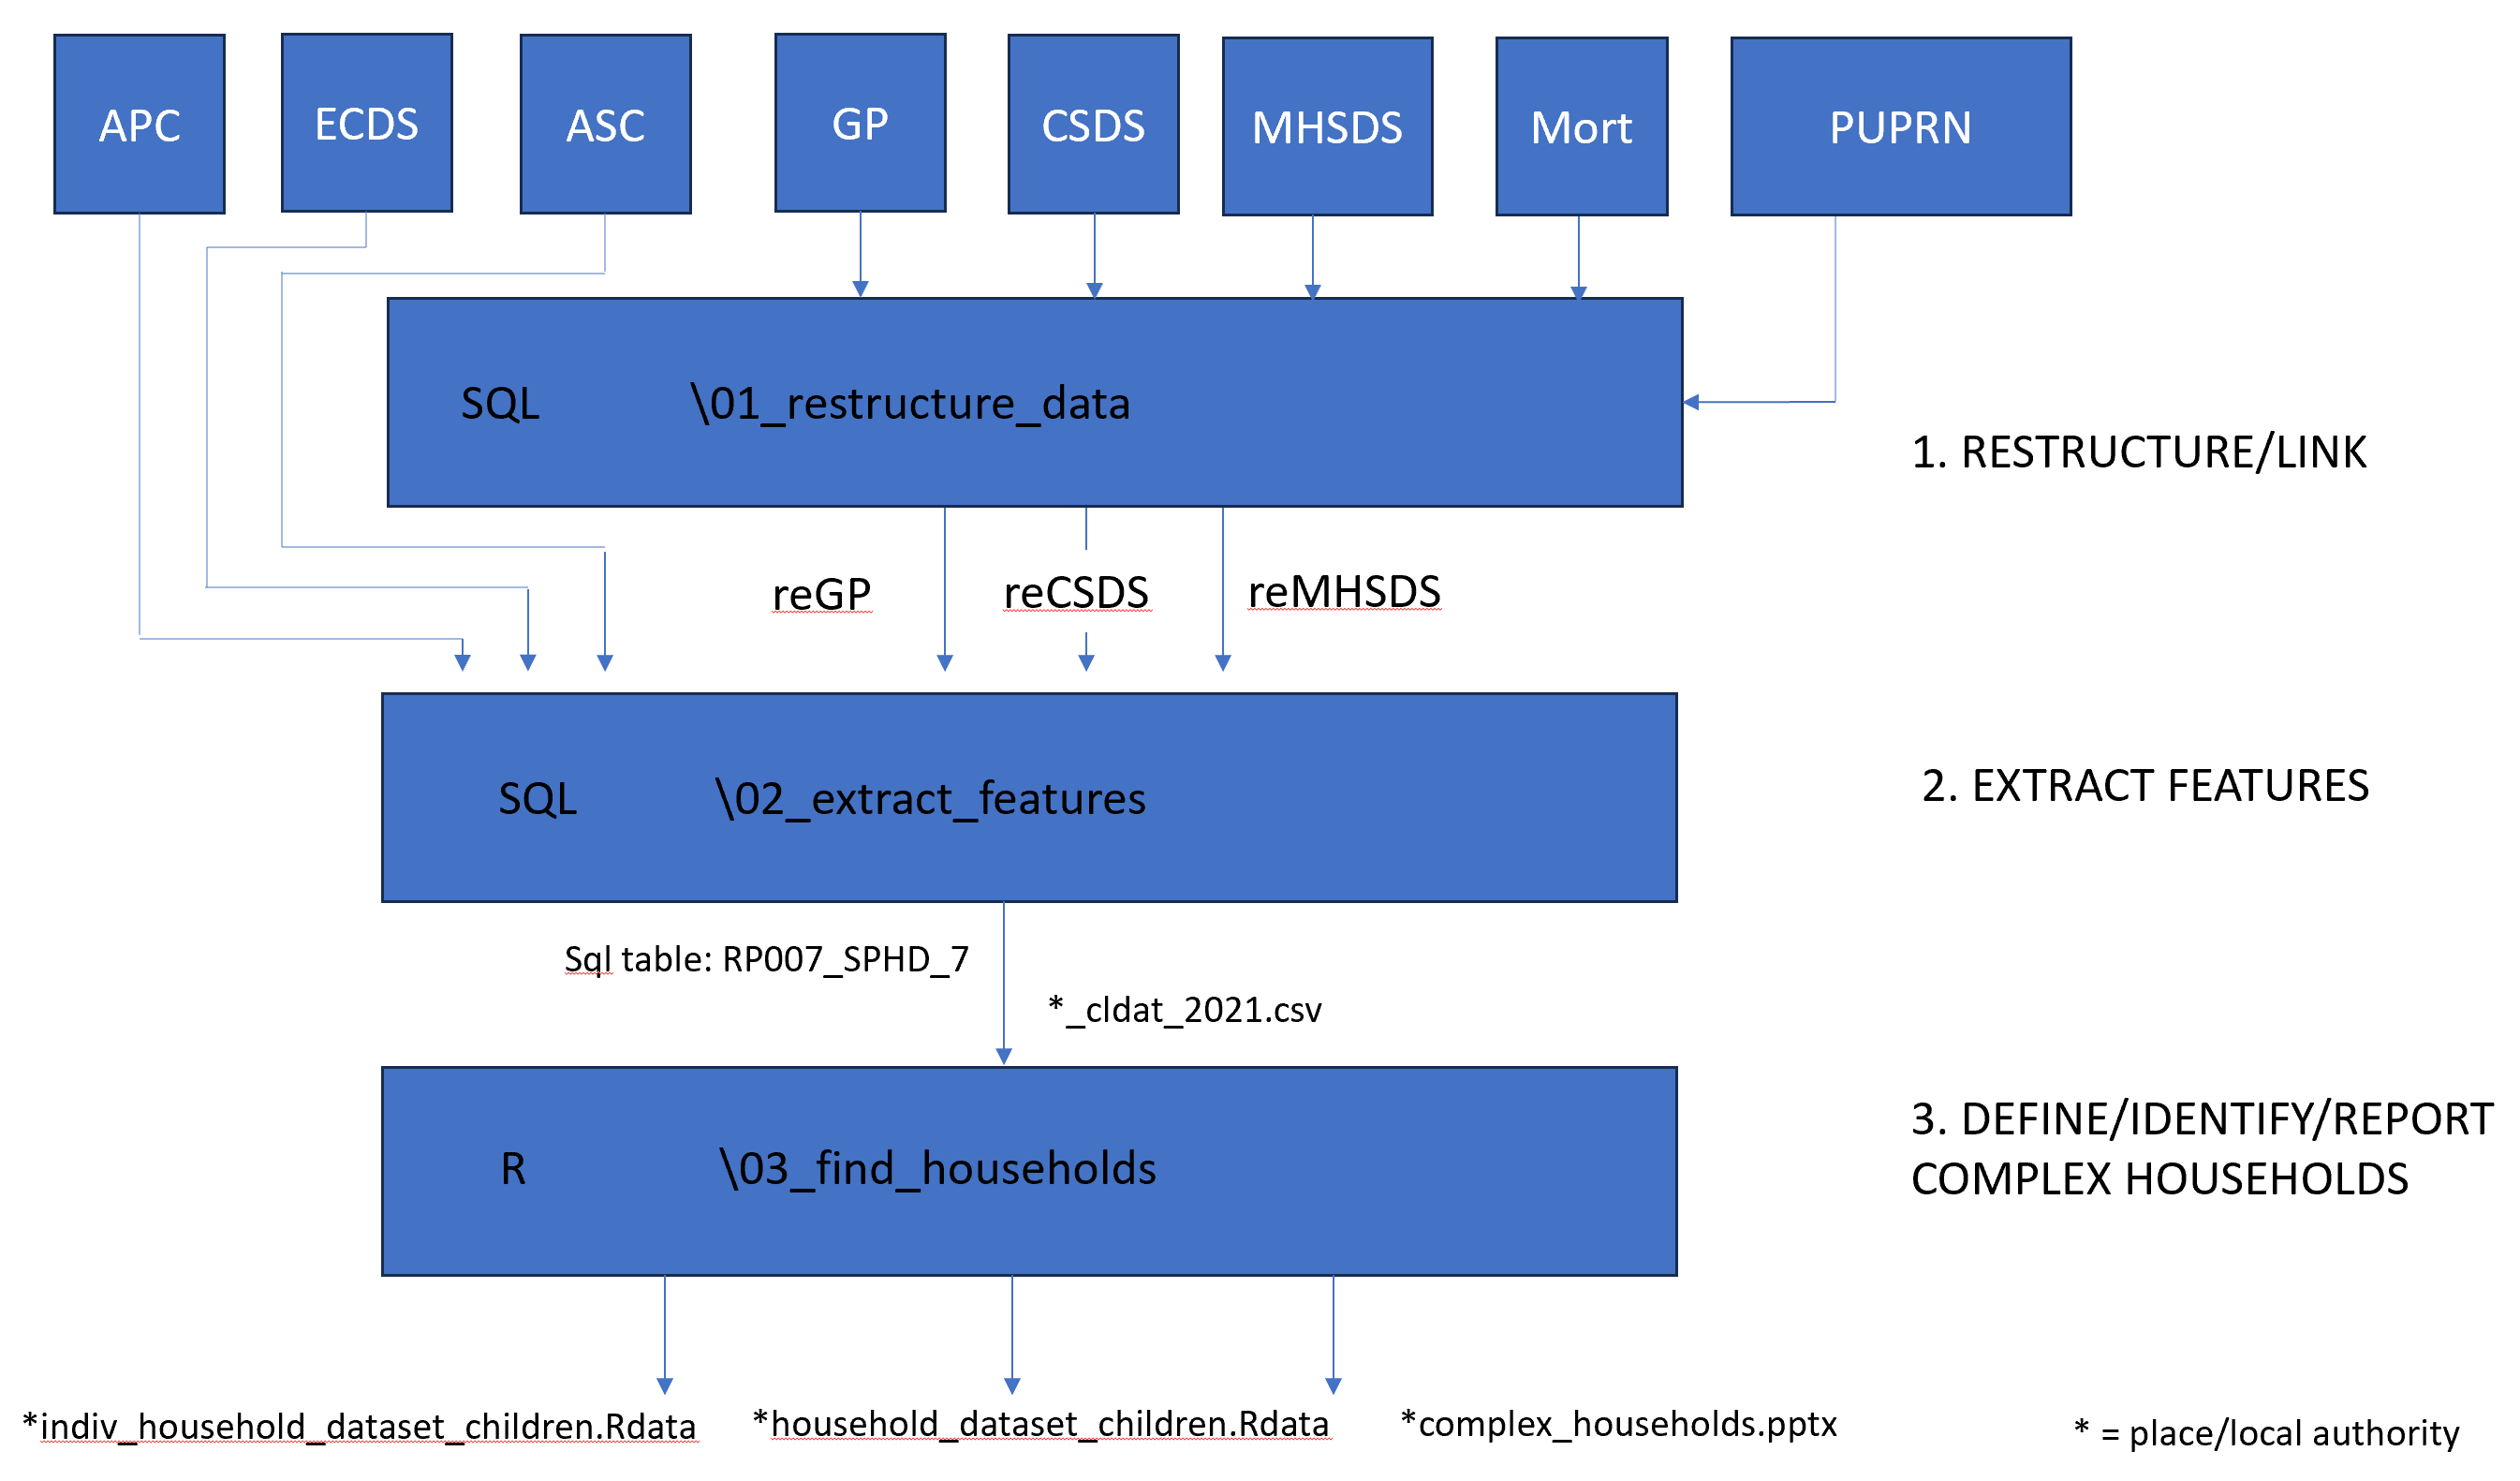 APC
ECDS
ASC
GP
CSDS
MHSDS
Mort
PUPRN
SQL \01_restructure_data
1. RESTRUCTURE/LINK
reGP
reCSDS
reMHSDS
SQL \02_extract_features
2. EXTRACT FEATURES
Sql table: RP007_SPHD_7
*_cldat_2021.csv
R \03_find_households
3. DEFINE/IDENTIFY/REPORT
COMPLEX HOUSEHOLDS
*indiv_household_dataset_children.Rdata
*household_dataset_children.Rdata
*complex_households.pptx
* = place/local authority